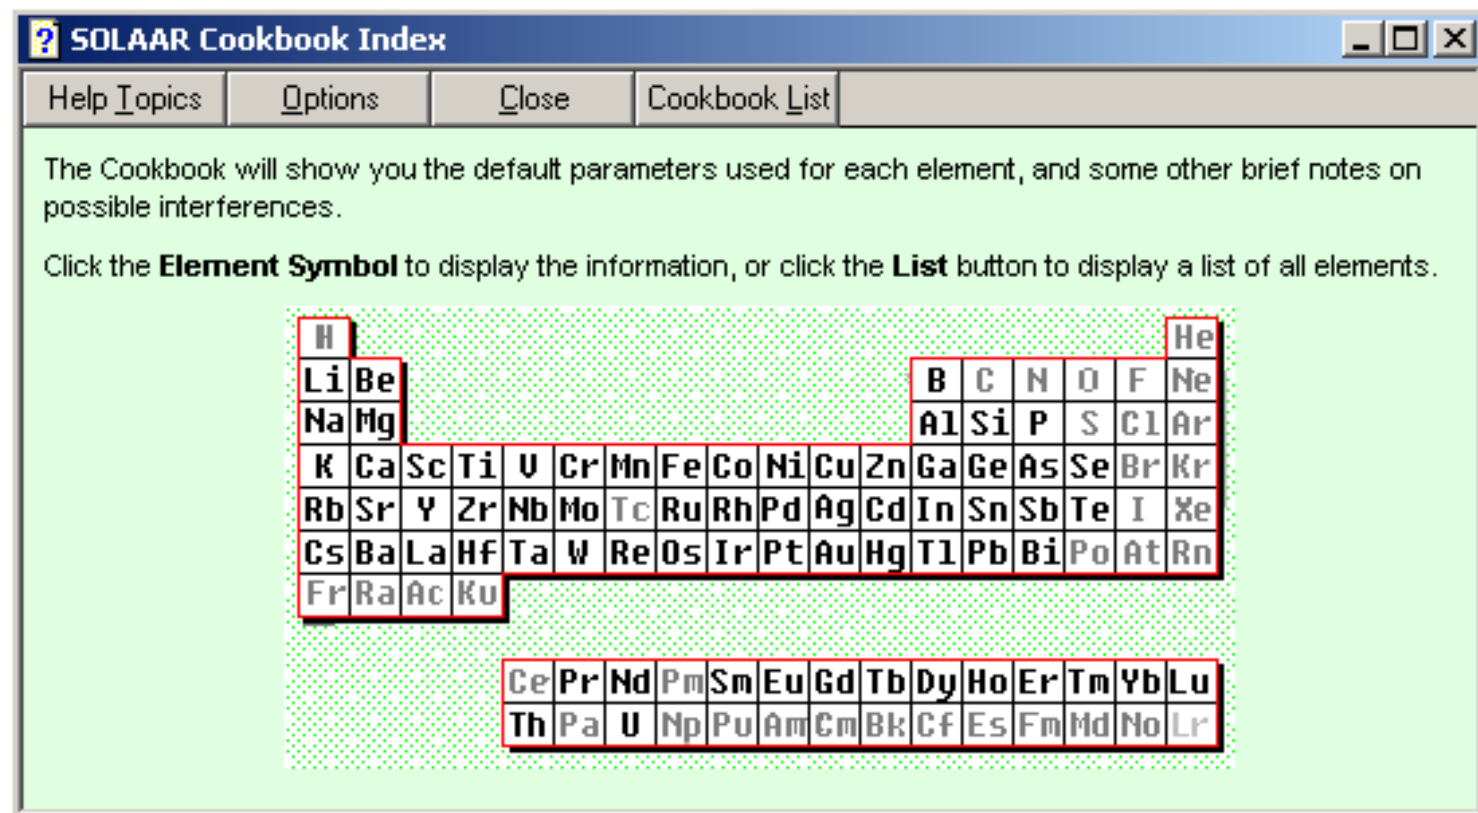 SOLAAR Cookbook Index
Help Topics Options Close Cookbook List
The Cookbook will show you the default parameters used for each element, and some other brief notes on
possible interferences.
Click the Element Symbol to display the information, or click the List button to display a list of all elements.
H He
Li Be B C N O F Ne
Na Mg Al Si P S Cl Ar
K Ca Sc Ti V Cr Mn Fe Co Ni Cu Zn Ga Ge As Se Br Kr
Rb Sr Y Zr Nb Mo Tc Ru Rh Pd Ag Cd In Sn Sb Te I Xe
Cs Ba La Hf Ta W Re Os Ir Pt Au Hg Tl Pb Bi Po At Rn
Fr Ra Ac Ku
Ce Pr Nd Pm Sm Eu Gd Tb Dy Ho Er Tm Yb Lu
Th Pa U Np Pu Am Cm Bk Cf Es Fm Md No Lr